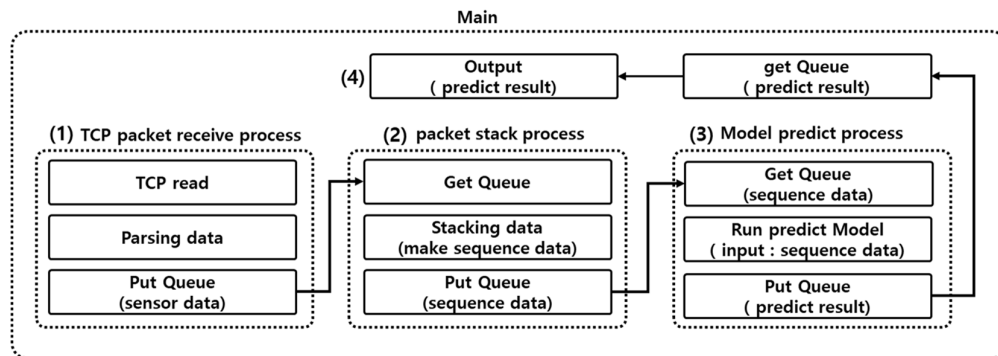 Main
(4)
Output
( predict result)
get Queue
( predict result)
(1) TCP packet receive process
TCP read
Parsing data
Put Queue
(sensor data)
(2) packet stack process
Get Queue
Stacking data
(make sequence data)
Put Queue
(sequence data)
(3) Model predict process
Get Queue
(sequence data)
Run predict Model
( input : sequence data)
Put Queue
( predict result)